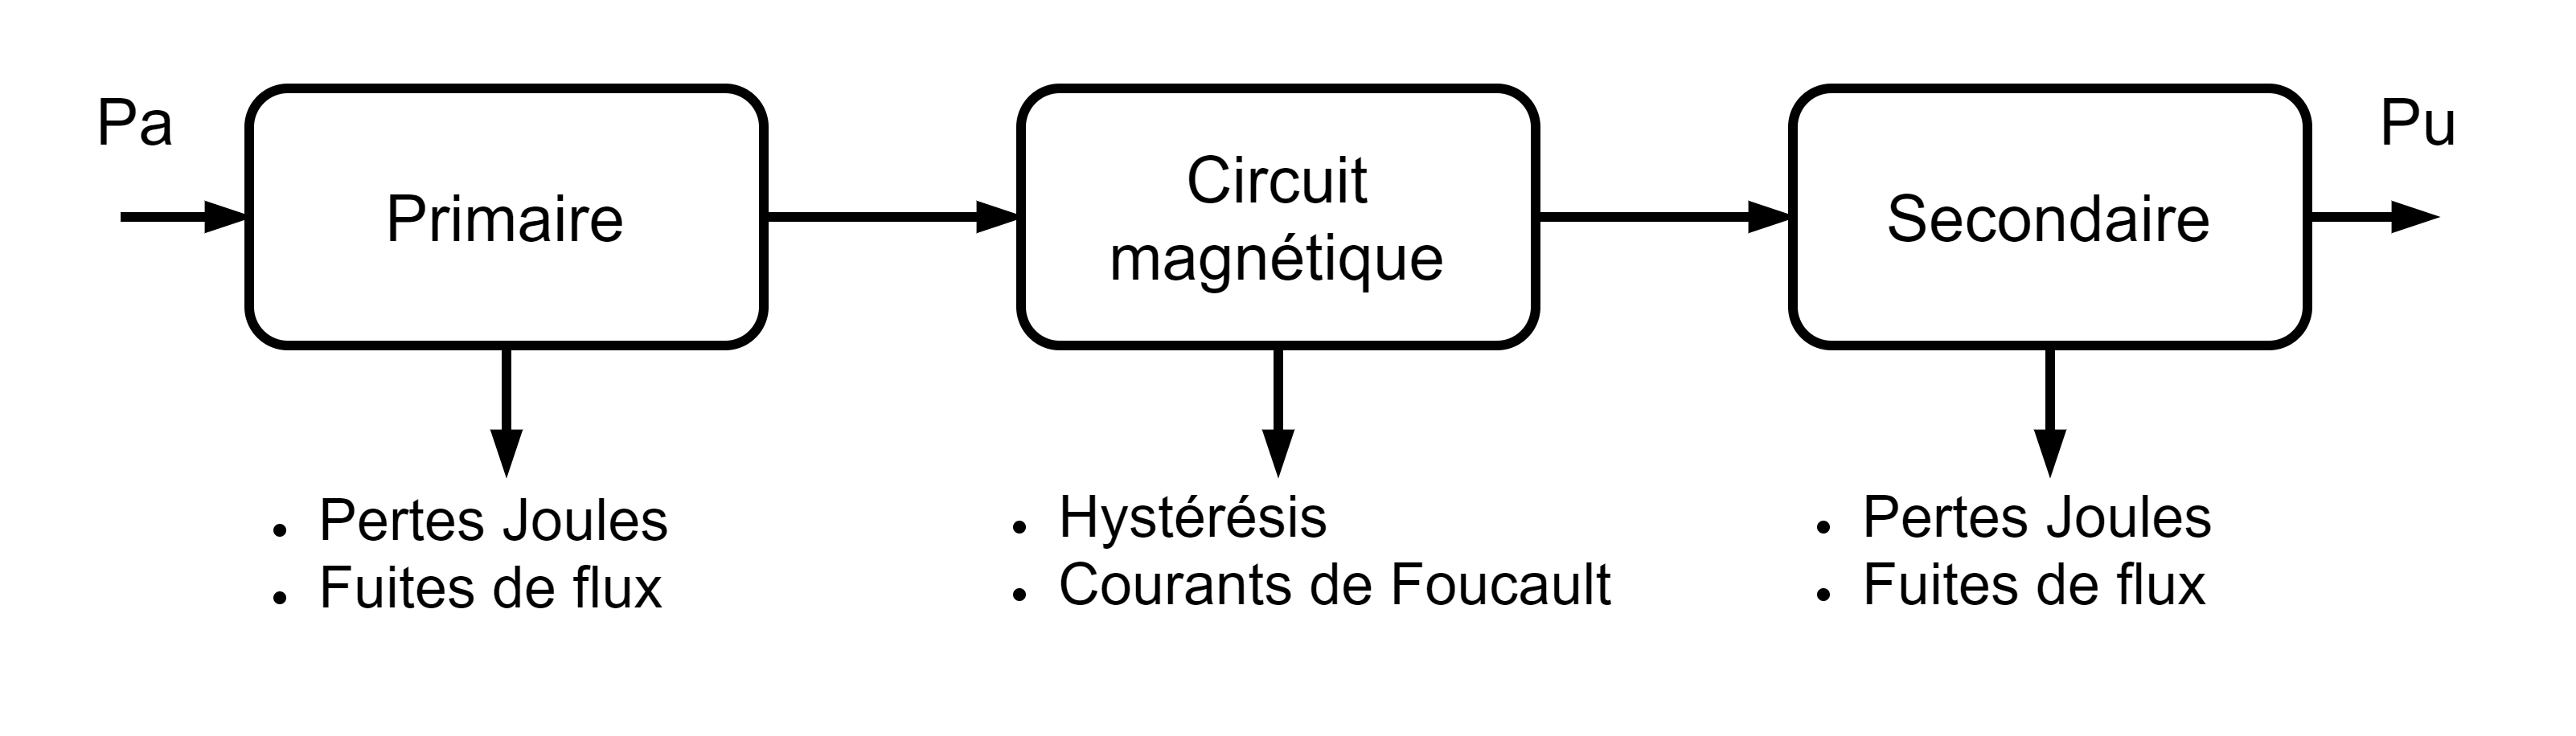 Pa
Primaire
Circuit
magnétique
Secondaire
Pu
• Pertes Joules
• Fuites de flux
• Hystérésis
• Courants de Foucault
• Pertes Joules
• Fuites de flux